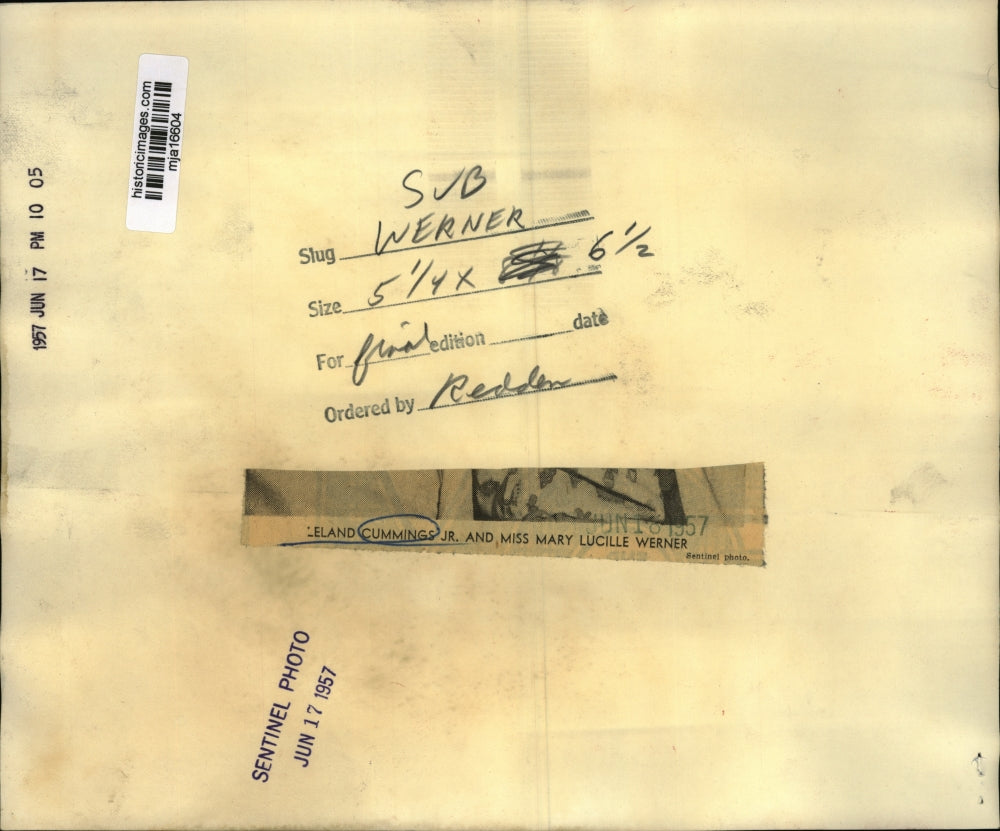 historicimages.com
mja16604
1957 JUN 17 PM 10 05
SUB
Slug WERNER
Size 5 1/4 X 6 1/2
For final edition date
Ordered by Redden
JUN 18 1957
LELAND CUMMINGS JR. AND MISS MARY LUCILLE WERNER
Sentinel photo.
SENTINEL PHOTO
JUN 17 1957